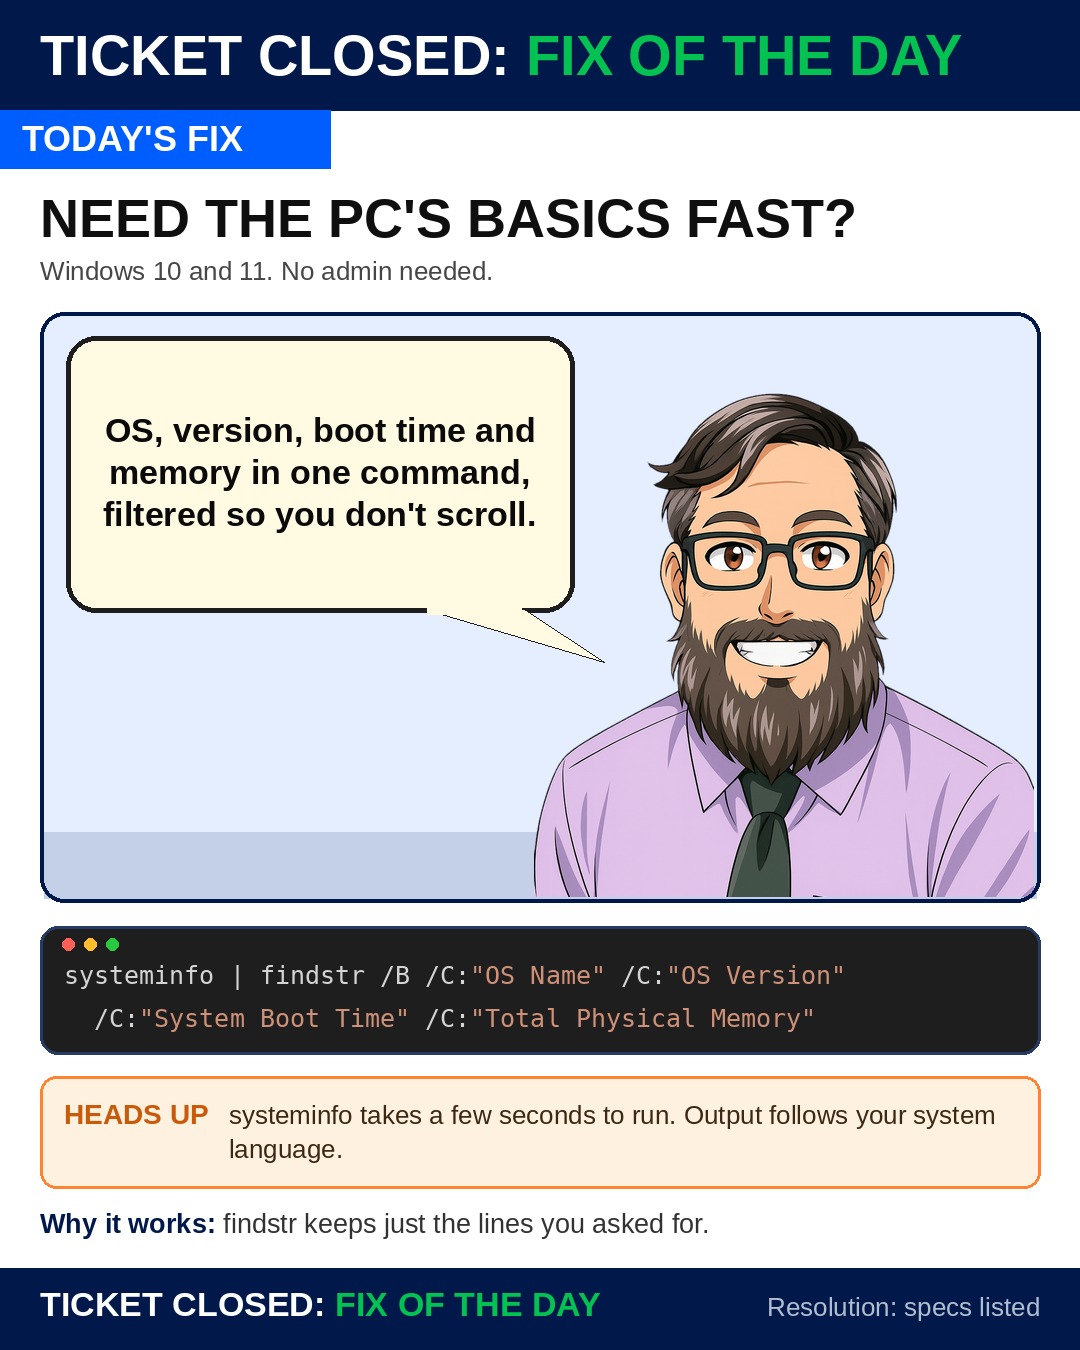 TICKET CLOSED: FIX OF THE DAY
TODAY'S FIX
NEED THE PC'S BASICS FAST?
Windows 10 and 11. No admin needed.
OS, version, boot time and
memory in one command,
filtered so you don't scroll.
systeminfo | findstr /B /C:"OS Name" /C:"OS Version"
/C:"System Boot Time" /C:"Total Physical Memory"
HEADS UP systeminfo takes a few seconds to run. Output follows your system
language.
Why it works: findstr keeps just the lines you asked for.
TICKET CLOSED: FIX OF THE DAY
Resolution: specs listed